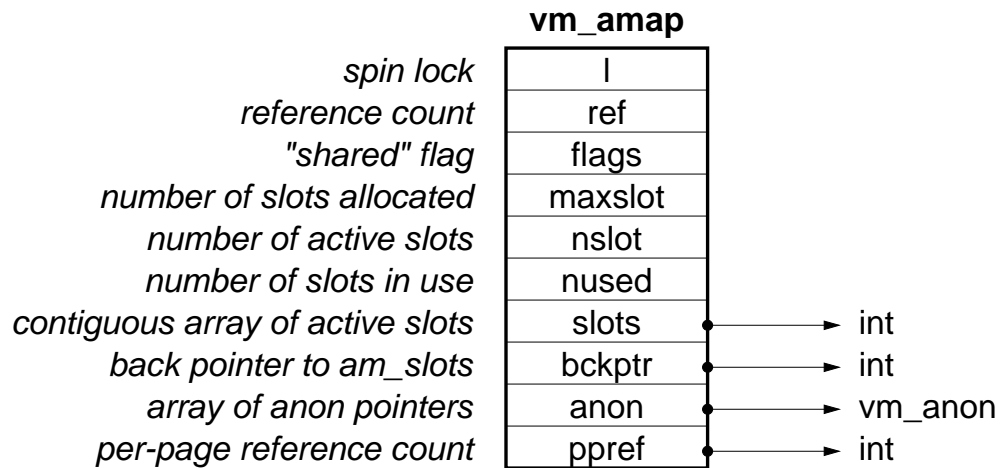 vm_amap
spin lock l
reference count ref
"shared" flag flags
number of slots allocated maxslot
number of active slots nslot
number of slots in use nused
contiguous array of active slots slots int
back pointer to am_slots bckptr int
array of anon pointers anon vm_anon
per-page reference count ppref int